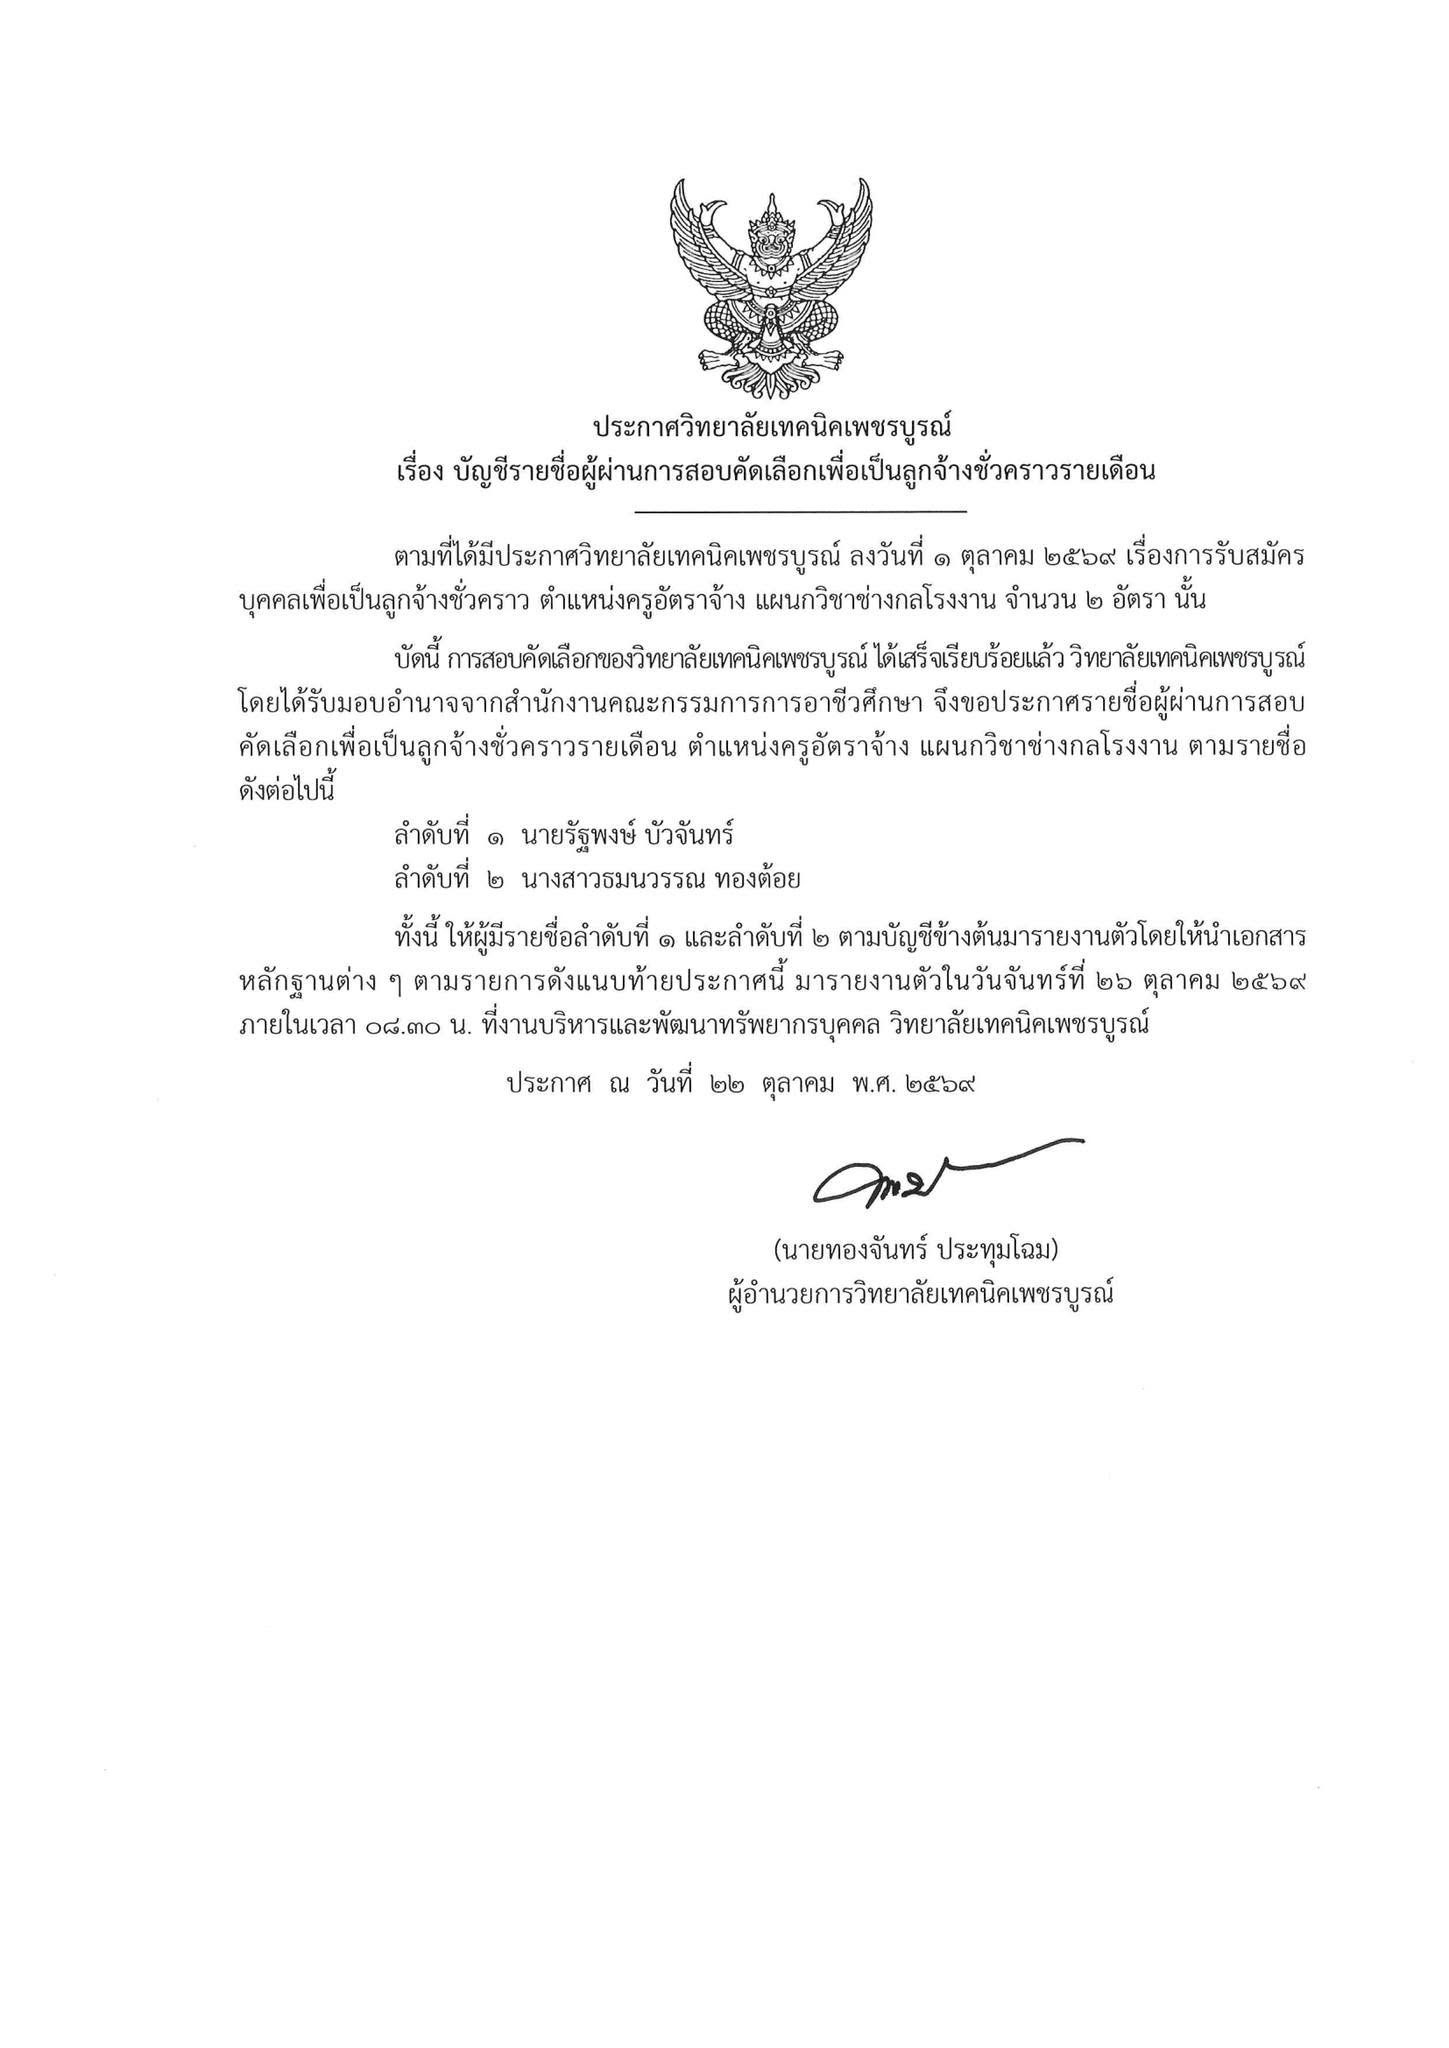 ประกาศวิทยาลัยเทคนิคเพชรบูรณ์
เรื่อง บัญชีรายชื่อผู้ผ่านการสอบคัดเลือกเพื่อเป็นลูกจ้างชั่วคราวรายเดือน
ตามที่ได้มีประกาศวิทยาลัยเทคนิคเพชรบูรณ์ ลงวันที่ ๑ ตุลาคม ๒๕๖๙ เรื่องการรับสมัคร
บุคคลเพื่อเป็นลูกจ้างชั่วคราว ตำแหน่งครูอัตราจ้าง แผนกวิชาช่างกลโรงงาน จำนวน ๒ อัตรา นั้น
บัดนี้ การสอบคัดเลือกของวิทยาลัยเทคนิคเพชรบูรณ์ ได้เสร็จเรียบร้อยแล้ว วิทยาลัยเทคนิคเพชรบูรณ์
โดยได้รับมอบอำนาจจากสำนักงานคณะกรรมการการอาชีวศึกษา จึงขอประกาศรายชื่อผู้ผ่านการสอบ
คัดเลือกเพื่อเป็นลูกจ้างชั่วคราวรายเดือน ตำแหน่งครูอัตราจ้าง แผนกวิชาช่างกลโรงงาน ตามรายชื่อ
ดังต่อไปนี้
ลำดับที่ ๑ นายรัฐพงษ์ บัวจันทร์
ลำดับที่ ๒ นางสาวธมนวรรณ ทองต้อย
ทั้งนี้ ให้ผู้มีรายชื่อลำดับที่ ๑ และลำดับที่ ๒ ตามบัญชีข้างต้นมารายงานตัวโดยให้นำเอกสาร
หลักฐานต่าง ๆ ตามรายการดังแนบท้ายประกาศนี้ มารายงานตัวในวันจันทร์ที่ ๒๖ ตุลาคม ๒๕๖๙
ภายในเวลา ๐๘.๓๐ น. ที่งานบริหารและพัฒนาทรัพยากรบุคคล วิทยาลัยเทคนิคเพชรบูรณ์
ประกาศ ณ วันที่ ๒๒ ตุลาคม พ.ศ. ๒๕๖๙
(นายทองจันทร์ ประทุมโฉม)
ผู้อำนวยการวิทยาลัยเทคนิคเพชรบูรณ์